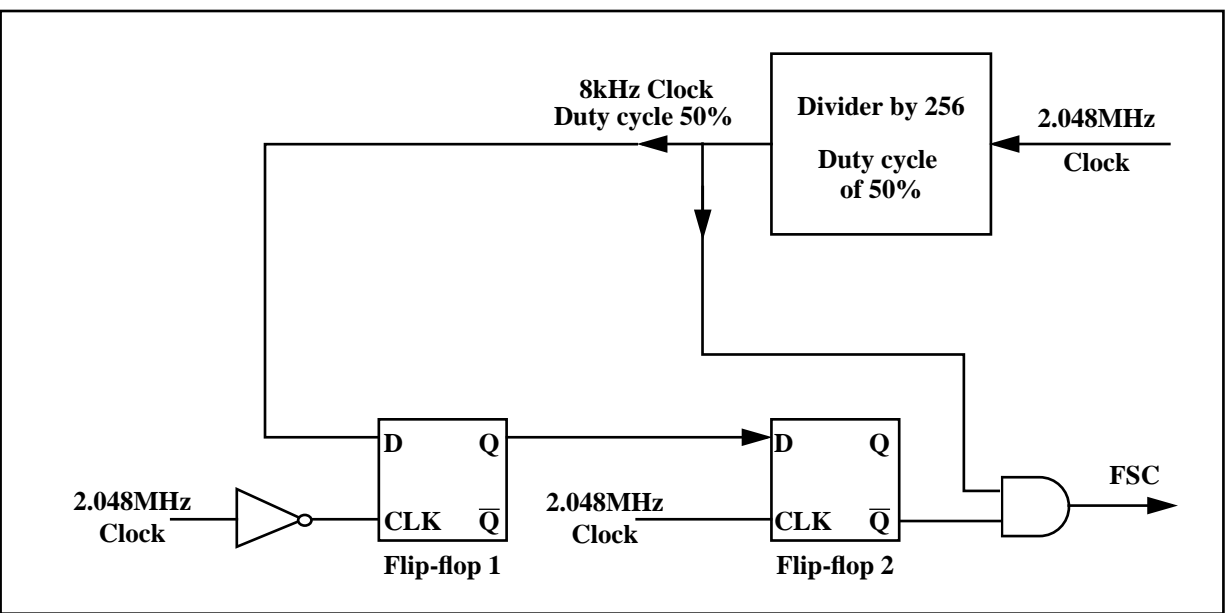 8kHz Clock
Duty cycle 50%
Divider by 256
Duty cycle
of 50%
2.048MHz
Clock
D
Q
CLK
Q̅
Flip-flop 1
2.048MHz
Clock
2.048MHz
Clock
D
Q
CLK
Q̅
Flip-flop 2
FSC